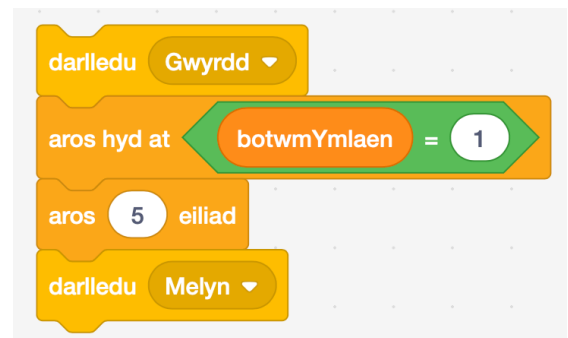 darlledu Gwyrdd
aros hyd at botwmYmlaen = 1
aros 5 eiliad
darlledu Melyn